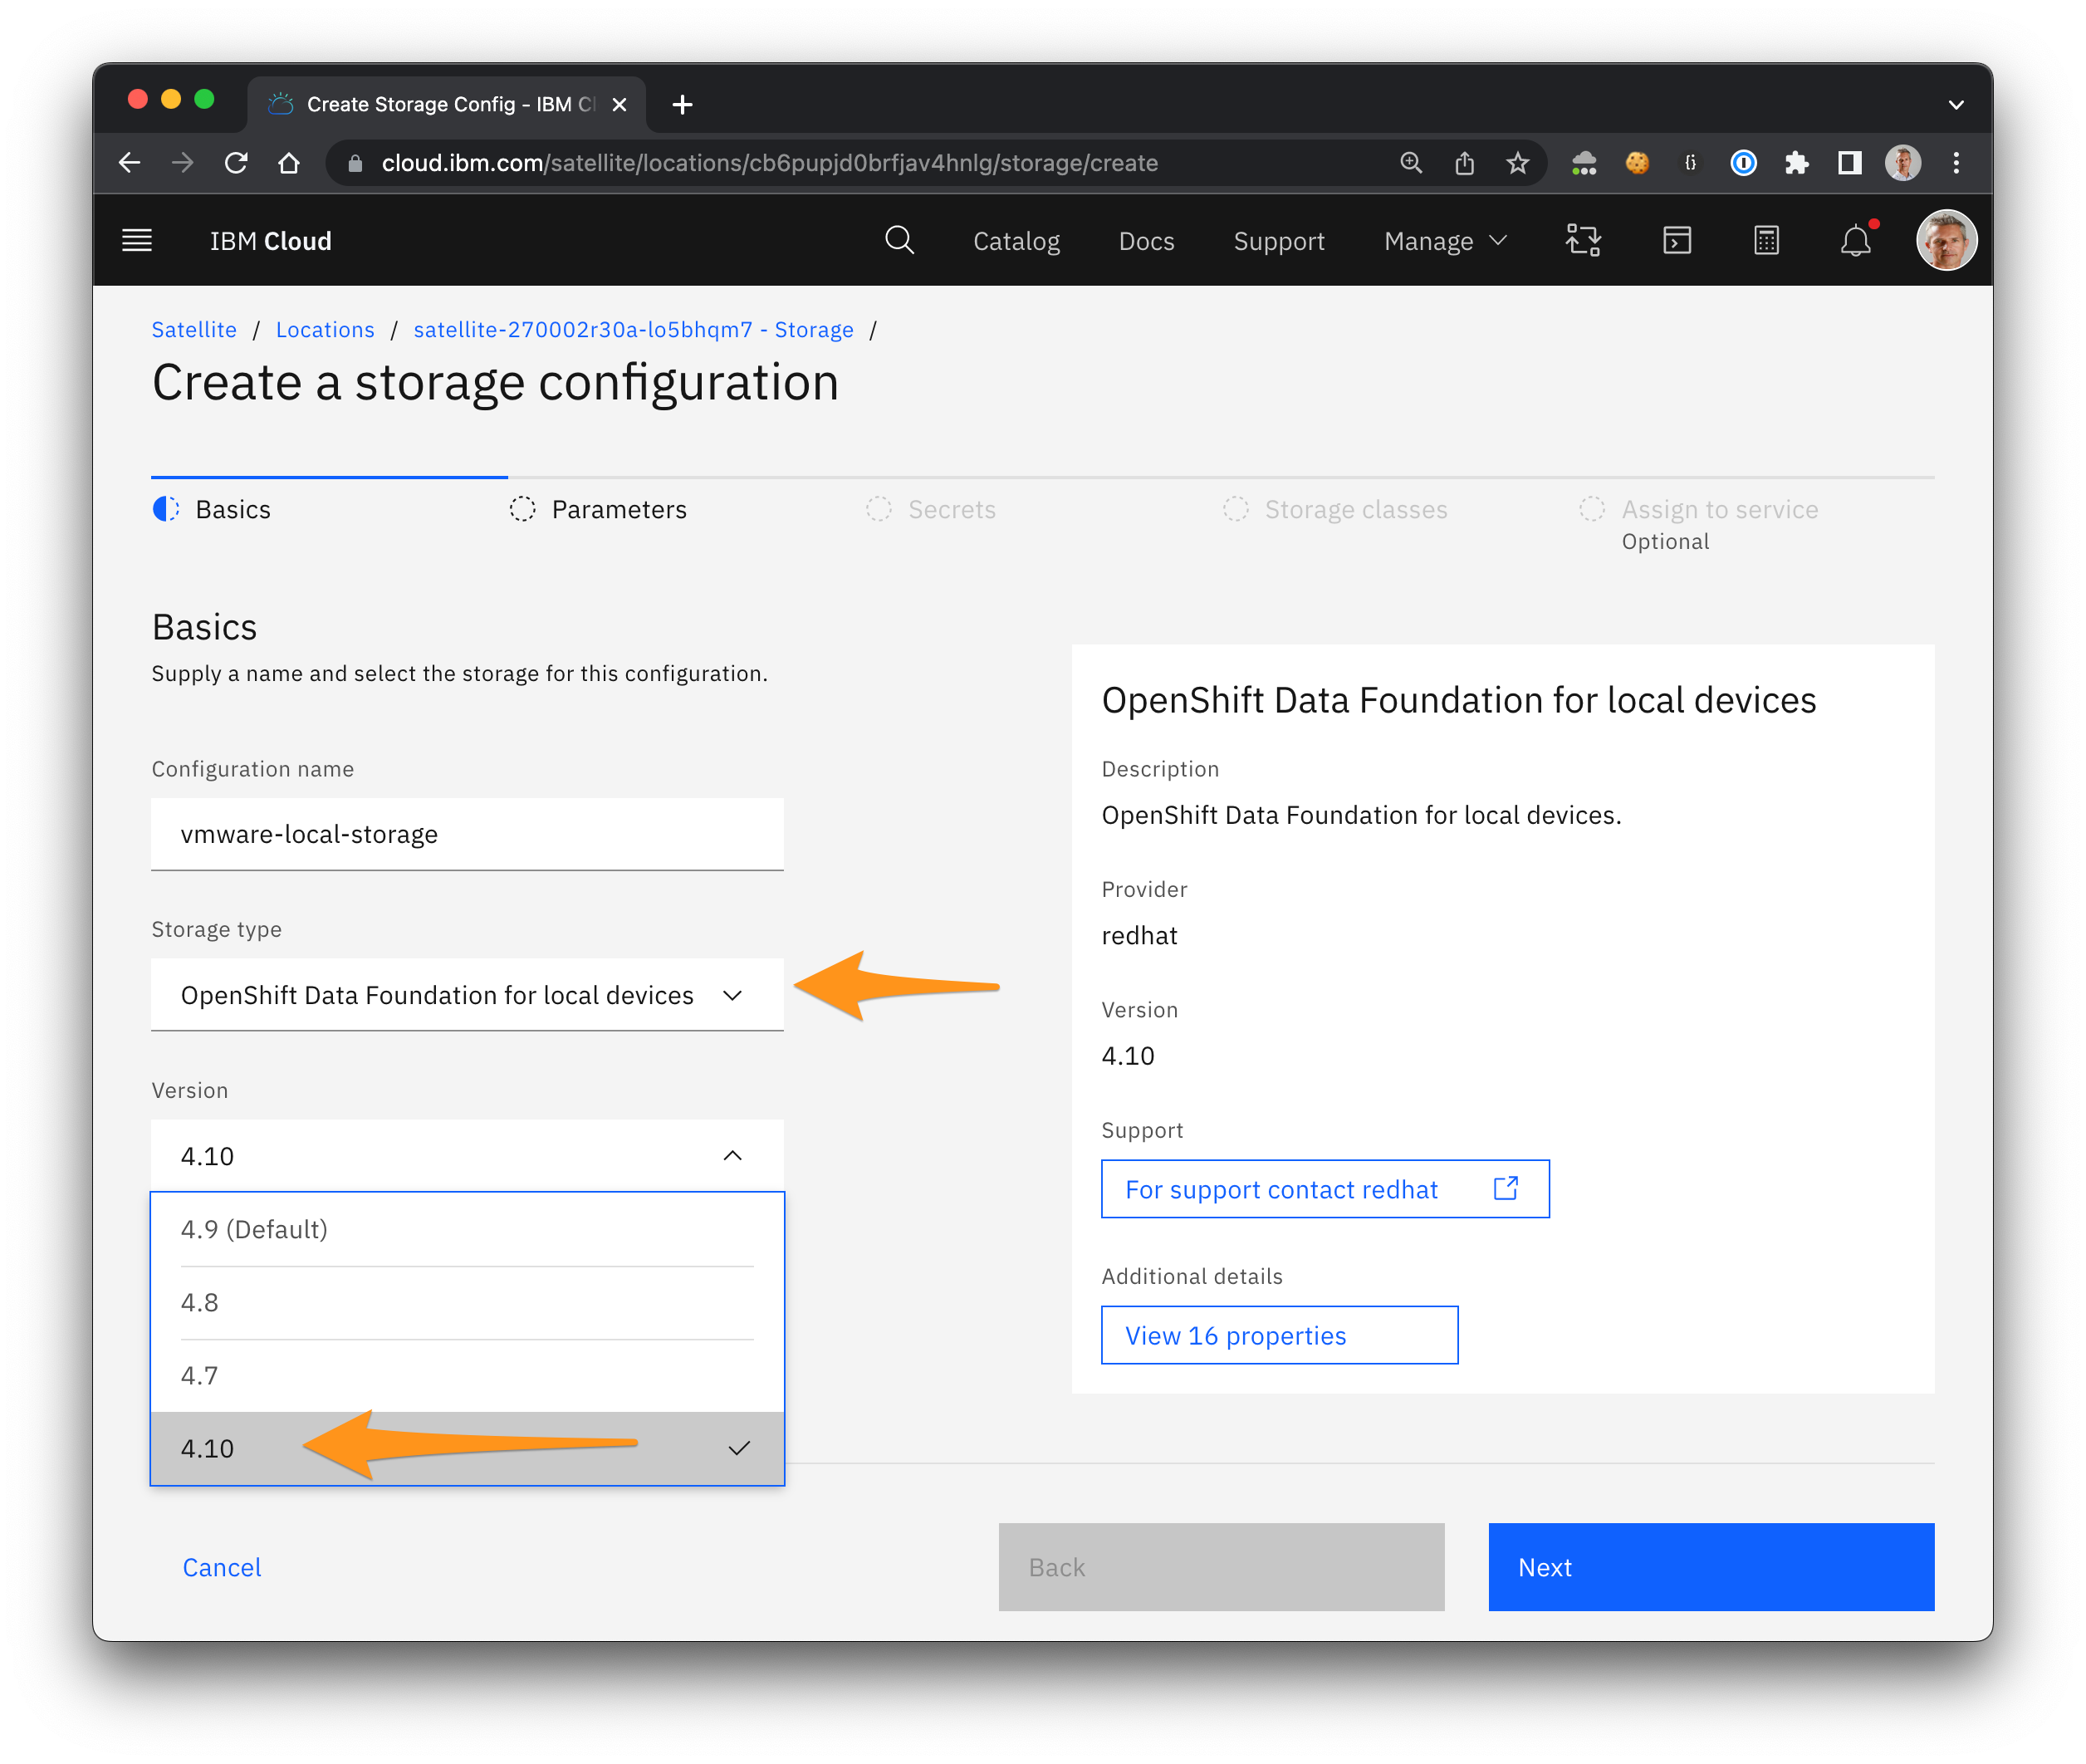 Create Storage Config - IBM Cl
cloud.ibm.com/satellite/locations/cb6pupjd0brfjav4hnlg/storage/create
IBM Cloud
Catalog
Docs
Support
Manage
Satellite / Locations / satellite-270002r30a-lo5bhqm7 - Storage /
Create a storage configuration
Basics
Parameters
Secrets
Storage classes
Assign to service
Optional
Basics
Supply a name and select the storage for this configuration.
Configuration name
vmware-local-storage
Storage type
OpenShift Data Foundation for local devices
Version
4.10
4.9 (Default)
4.8
4.7
4.10
OpenShift Data Foundation for local devices
Description
OpenShift Data Foundation for local devices.
Provider
redhat
Version
4.10
Support
For support contact redhat
Additional details
View 16 properties
Cancel
Back
Next